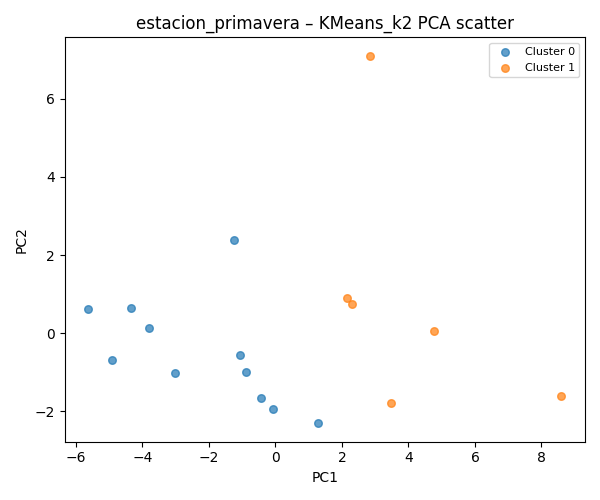 estacion_primavera – KMeans_k2 PCA scatter
Cluster 0
Cluster 1
6
4
2
0
−2
PC2
−6 −4 −2 0 2 4 6 8
PC1